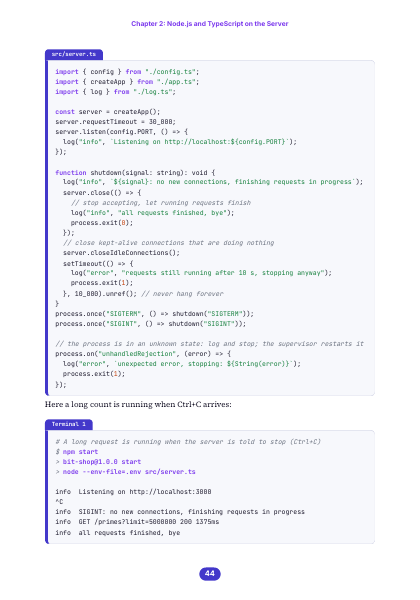 Chapter 2: Node.js and TypeScript on the Server
src/server.ts
import { config } from "./config.ts";
import { createApp } from "./app.ts";
import { log } from "./log.ts";
const server = createApp();
server.requestTimeout = 30_000;
server.listen(config.PORT, () => {
  log("info", `Listening on http://localhost:${config.PORT}`);
});
function shutdown(signal: string): void {
  log("info", `${signal}: no new connections, finishing requests in progress`);
  server.close(() => {
    // stop accepting, let running requests finish
    log("info", "all requests finished, bye");
    process.exit(0);
  });
  // close kept-alive connections that are doing nothing
  server.closeIdleConnections();
  setTimeout(() => {
    log("error", "requests still running after 10 s, stopping anyway");
    process.exit(1);
  }, 10_000).unref(); // never hang forever
}
process.once("SIGTERM", () => shutdown("SIGTERM"));
process.once("SIGINT", () => shutdown("SIGINT"));
// the process is in an unknown state: log and stop; the supervisor restarts it
process.on("unhandledRejection", (error) => {
  log("error", `unexpected error, stopping: ${String(error)}`);
  process.exit(1);
});
Here a long count is running when Ctrl+C arrives:
Terminal 1
# A long request is running when the server is told to stop (Ctrl+C)
$ npm start
> bit-shop@1.0.0 start
> node --env-file=.env src/server.ts
info  Listening on http://localhost:3000
^C
info  SIGINT: no new connections, finishing requests in progress
info  GET /primes?limit=5000000 200 1375ms
info  all requests finished, bye
44